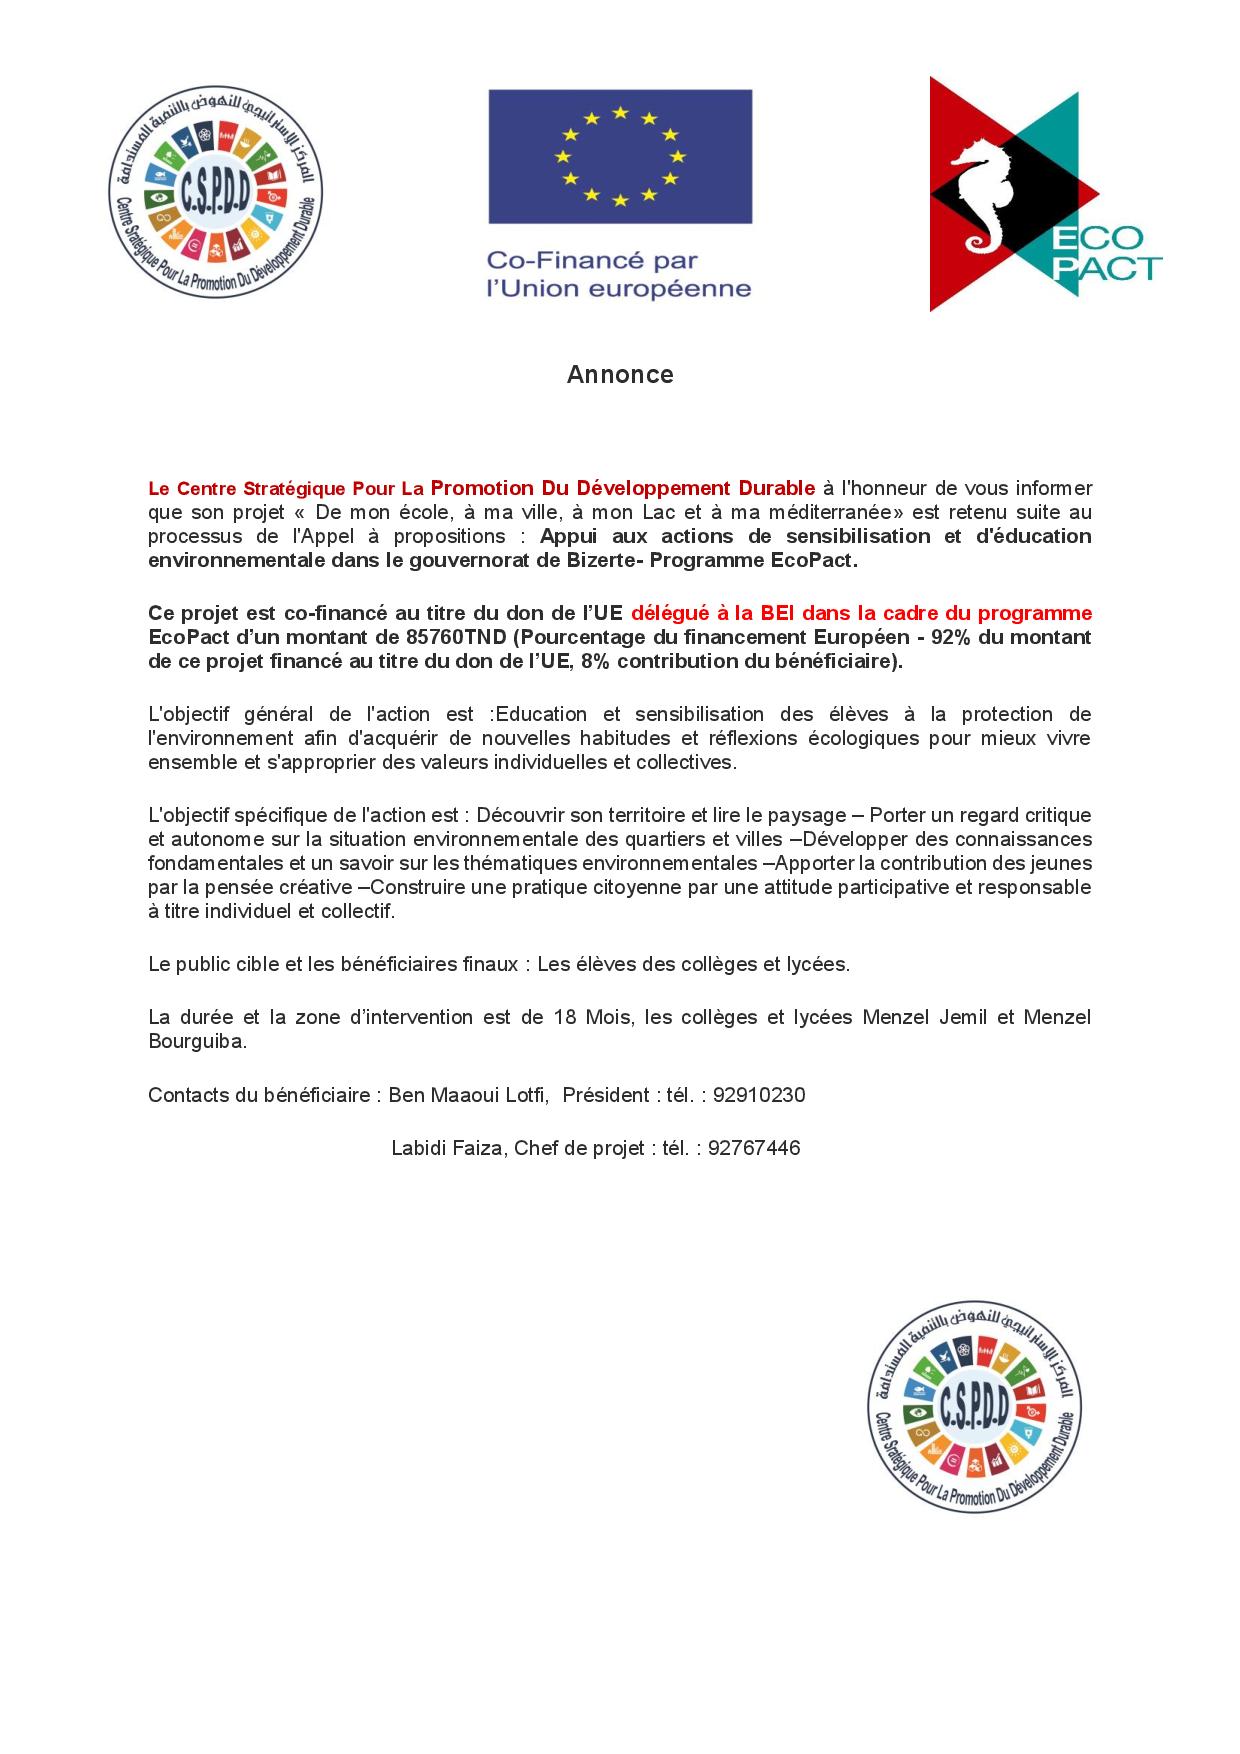 المركز الإستراتيجي للنهوض بالتنمية المستدامة
C.S.P.D.D
Centre Stratégique Pour La Promotion Du Développement Durable
Co-Financé par
l'Union européenne
ECO
PACT
Annonce
Le Centre Stratégique Pour La Promotion Du Développement Durable à l'honneur de vous informer
que son projet « De mon école, à ma ville, à mon Lac et à ma méditerranée» est retenu suite au
processus de l'Appel à propositions : Appui aux actions de sensibilisation et d'éducation
environnementale dans le gouvernorat de Bizerte- Programme EcoPact.
Ce projet est co-financé au titre du don de l'UE délégué à la BEI dans la cadre du programme
EcoPact d'un montant de 85760TND (Pourcentage du financement Européen - 92% du montant
de ce projet financé au titre du don de l'UE, 8% contribution du bénéficiaire).
L'objectif général de l'action est :Education et sensibilisation des élèves à la protection de
l'environnement afin d'acquérir de nouvelles habitudes et réflexions écologiques pour mieux vivre
ensemble et s'approprier des valeurs individuelles et collectives.
L'objectif spécifique de l'action est : Découvrir son territoire et lire le paysage – Porter un regard critique
et autonome sur la situation environnementale des quartiers et villes –Développer des connaissances
fondamentales et un savoir sur les thématiques environnementales –Apporter la contribution des jeunes
par la pensée créative –Construire une pratique citoyenne par une attitude participative et responsable
à titre individuel et collectif.
Le public cible et les bénéficiaires finaux : Les élèves des collèges et lycées.
La durée et la zone d'intervention est de 18 Mois, les collèges et lycées Menzel Jemil et Menzel
Bourguiba.
Contacts du bénéficiaire : Ben Maaoui Lotfi,  Président : tél. : 92910230
Labidi Faiza, Chef de projet : tél. : 92767446
المركز الإستراتيجي للنهوض بالتنمية المستدامة
C.S.P.D.D
Centre Stratégique Pour La Promotion Du Développement Durable